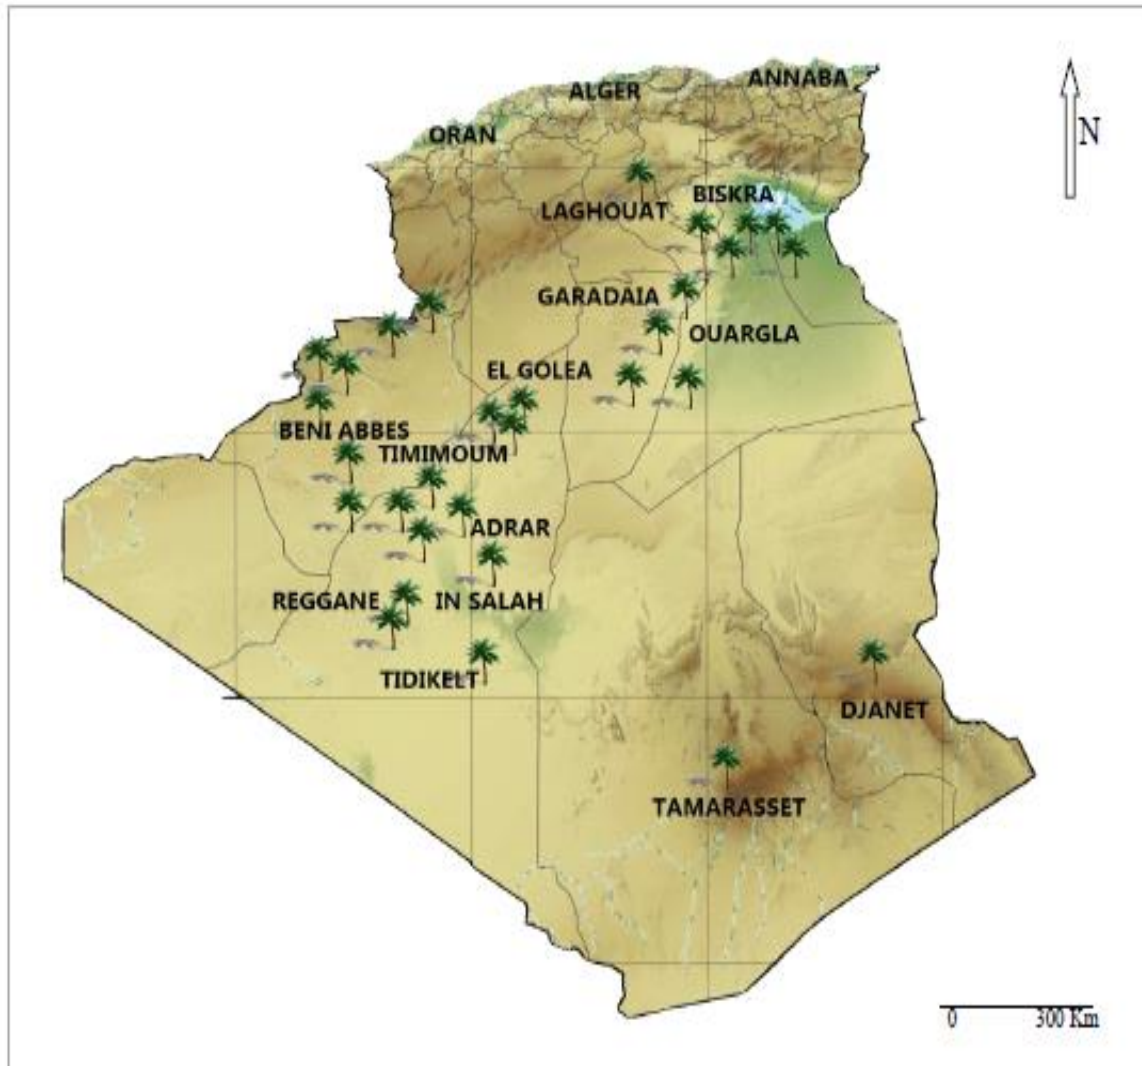 ANNABA
ALGER
N
ORAN
BISKRA
LAGHOUAT
GARADAIA
OUARGLA
EL GOLEA
BENI ABBES
TIMIMOUM
ADRAR
REGGANE
IN SALAH
TIDIKELT
DJANET
TAMARASSET
0 300 Km